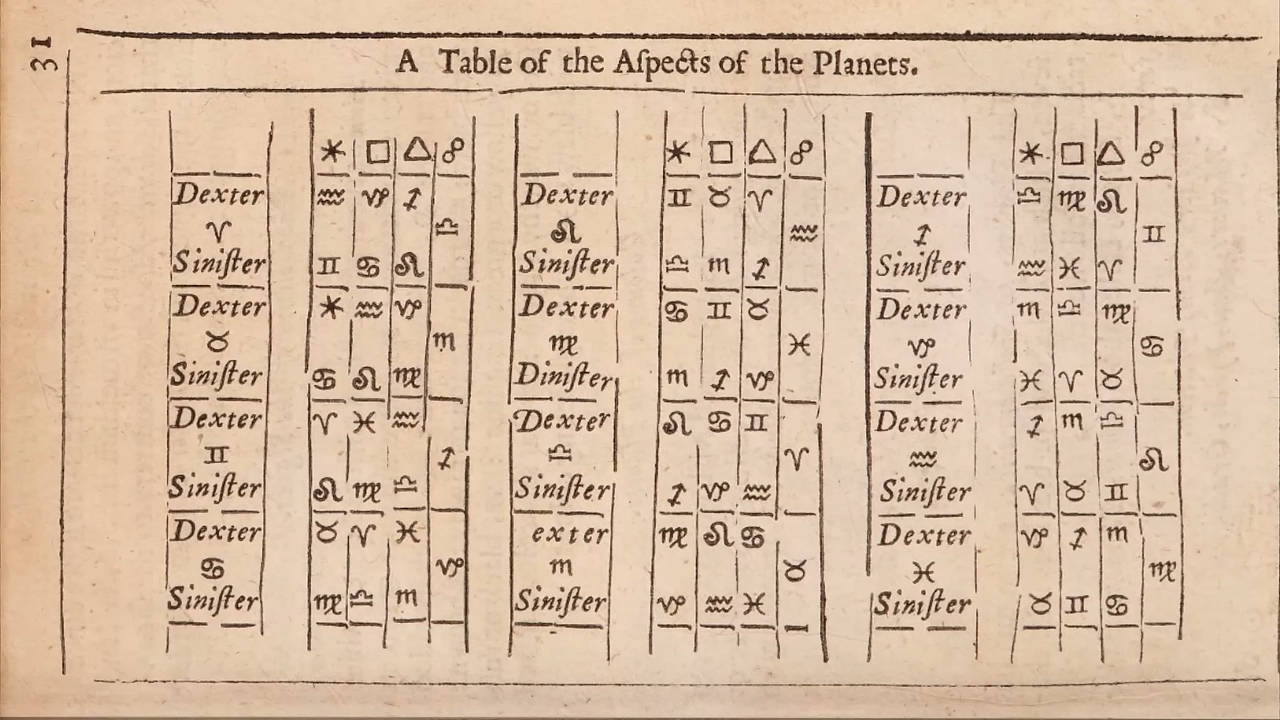 31
A Table of the Aſpects of the Planets.
⚹ □ △ ☍ ⚹ □ △ ☍ ⚹ □ △ ☍
Dexter ♒ ♑ ♐ Dexter ♊ ♉ ♈ Dexter ♎ ♍ ♌
♈ ♎ ♌ ♒ ♐ ♊
Siniſter ♊ ♋ ♌ Siniſter ♎ ♏ ♐ Siniſter ♒ ♓ ♈
Dexter ⚹ ♒ ♑ Dexter ♋ ♊ ♉ Dexter ♏ ♎ ♍
♉ ♏ ♍ ♓ ♑ ♋
Siniſter ♋ ♌ ♍ Diniſter ♏ ♐ ♑ Siniſter ♓ ♈ ♉
Dexter ♈ ♓ ♒ Dexter ♌ ♋ ♊ Dexter ♐ ♏ ♎
♊ ♐ ♎ ♈ ♒ ♌
Siniſter ♌ ♍ ♎ Siniſter ♐ ♑ ♒ Siniſter ♈ ♉ ♊
Dexter ♉ ♈ ♓ exter ♍ ♌ ♋ Dexter ♑ ♐ ♏
♋ ♑ ♏ ♉ ♓ ♍
Siniſter ♍ ♎ ♏ Siniſter ♑ ♒ ♓ Siniſter ♉ ♊ ♋